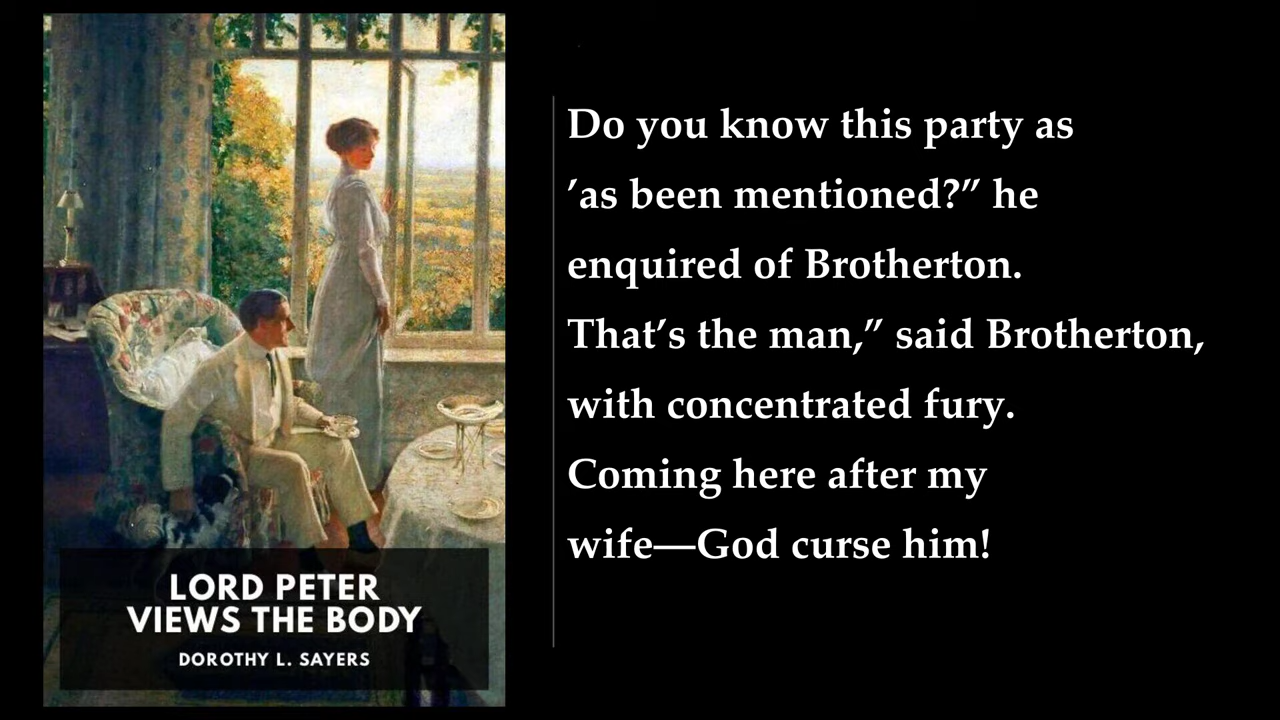 LORD PETER
VIEWS THE BODY
DOROTHY L. SAYERS
Do you know this party as
’as been mentioned?” he
enquired of Brotherton.
That’s the man,” said Brotherton,
with concentrated fury.
Coming here after my
wife—God curse him!